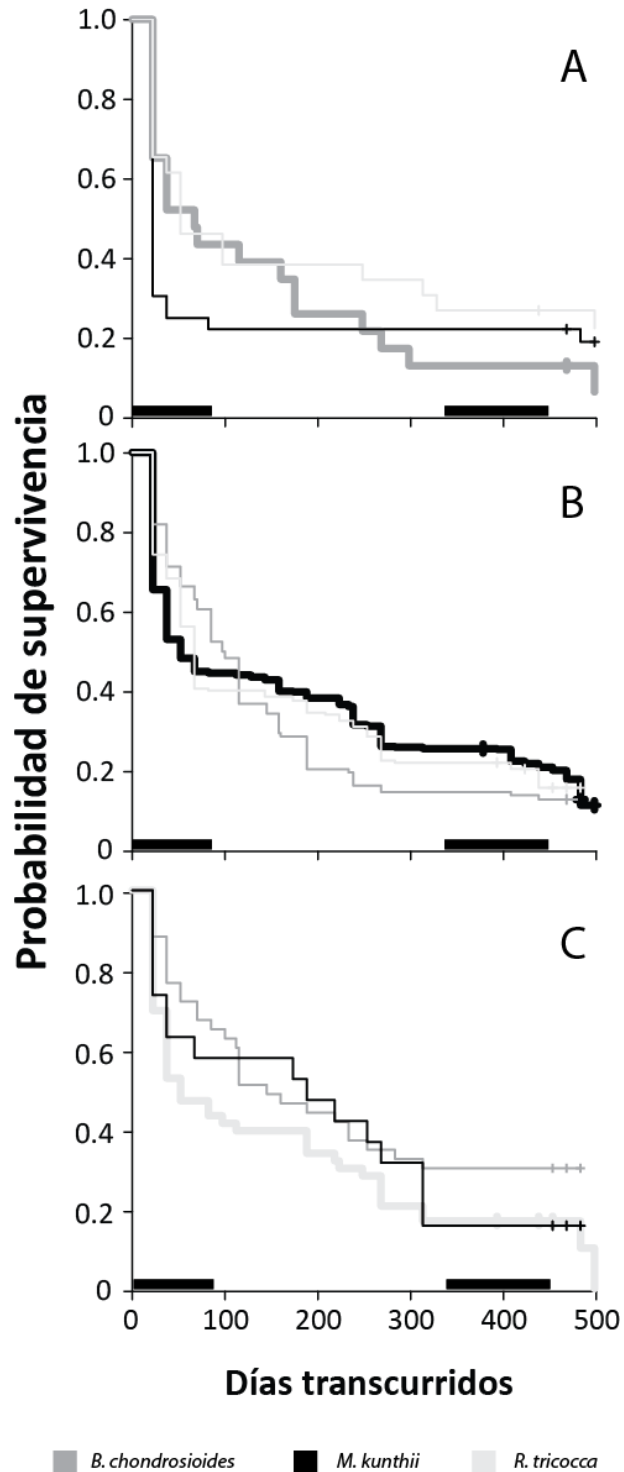 1.0
A
0.8
0.6
0.4
0.2
0
1.0
B
0.8
0.6
0.4
0.2
0
Probabilidad de supervivencia
1.0
C
0.8
0.6
0.4
0.2
0
0 100 200 300 400 500
Días transcurridos
B. chondrosioides M. kunthii R. tricocca